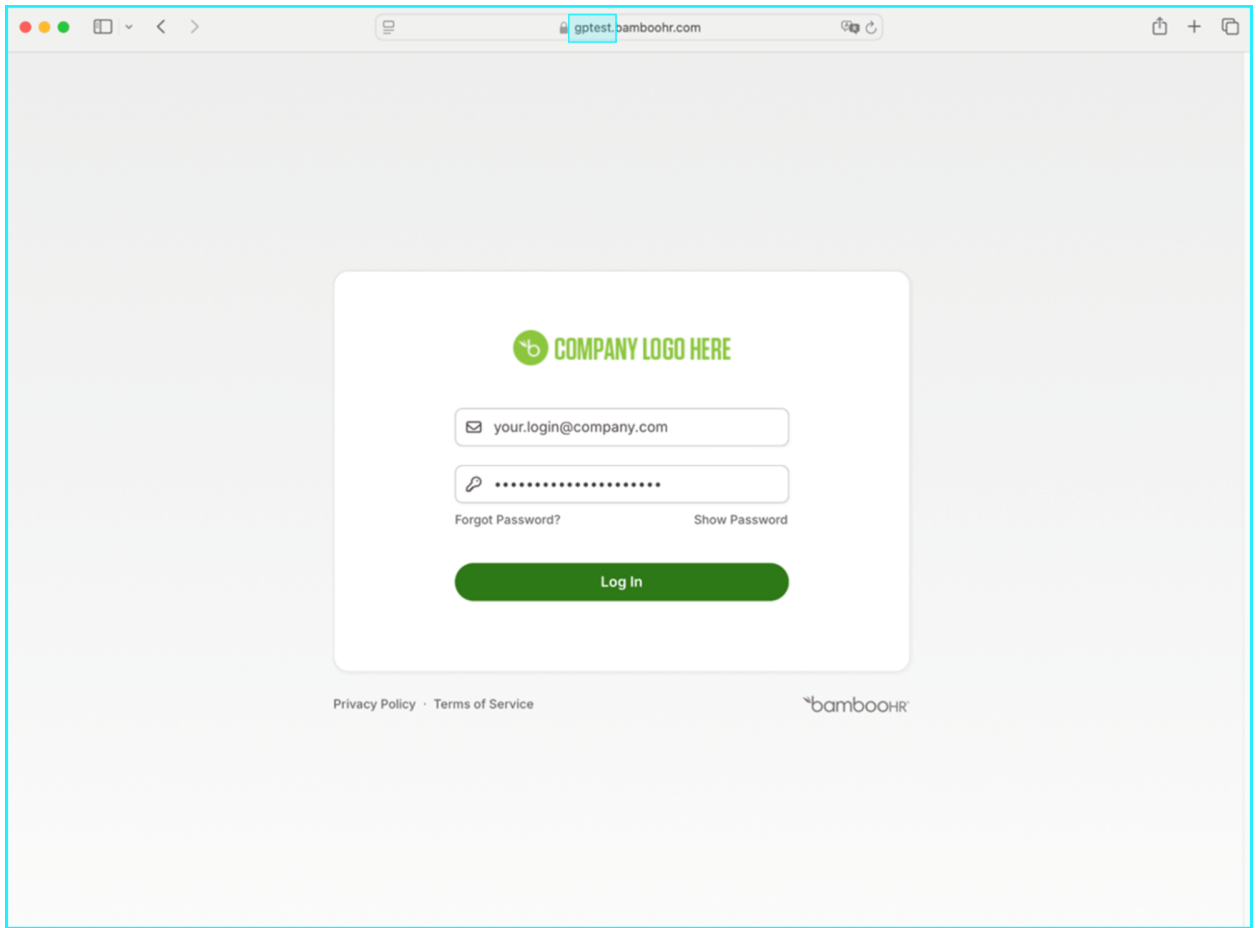 gptest.bamboohr.com
COMPANY LOGO HERE
your.login@company.com
Forgot Password? Show Password
Log In
Privacy Policy · Terms of Service bambooHR